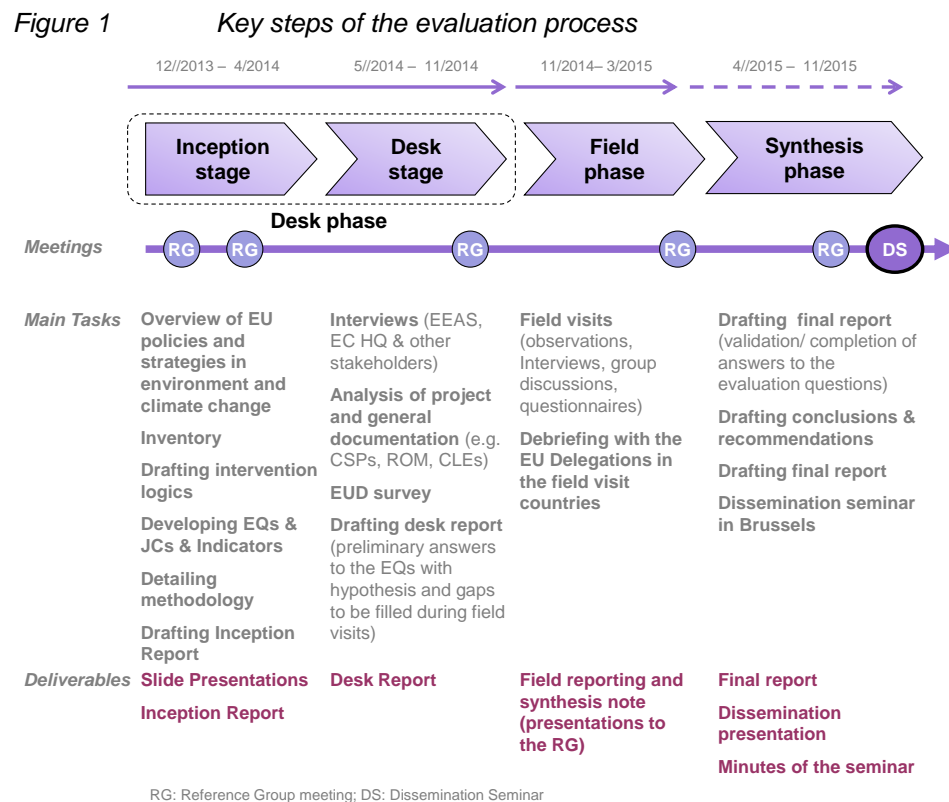 Figure 1 Key steps of the evaluation process
12//2013 – 4/2014
5//2014 – 11/2014
11/2014– 3/2015
4//2015 – 11/2015
Inception
stage
Desk
stage
Field
phase
Synthesis
phase
Desk phase
Meetings
RG
RG
RG
RG
RG
DS
Main Tasks
Overview of EU
policies and
strategies in
environment and
climate change
Inventory
Drafting intervention
logics
Developing EQs &
JCs & Indicators
Detailing
methodology
Drafting Inception
Report
Interviews (EEAS,
EC HQ & other
stakeholders)
Analysis of project
and general
documentation (e.g.
CSPs, ROM, CLEs)
EUD survey
Drafting desk report
(preliminary answers
to the EQs with
hypothesis and gaps
to be filled during field
visits)
Field visits
(observations,
Interviews, group
discussions,
questionnaires)
Debriefing with the
EU Delegations in
the field visit
countries
Drafting final report
(validation/ completion of
answers to the
evaluation questions)
Drafting conclusions &
recommendations
Drafting final report
Dissemination seminar
in Brussels
Deliverables
Slide Presentations
Inception Report
Desk Report
Field reporting and
synthesis note
(presentations to
the RG)
Final report
Dissemination
presentation
Minutes of the seminar
RG: Reference Group meeting; DS: Dissemination Seminar